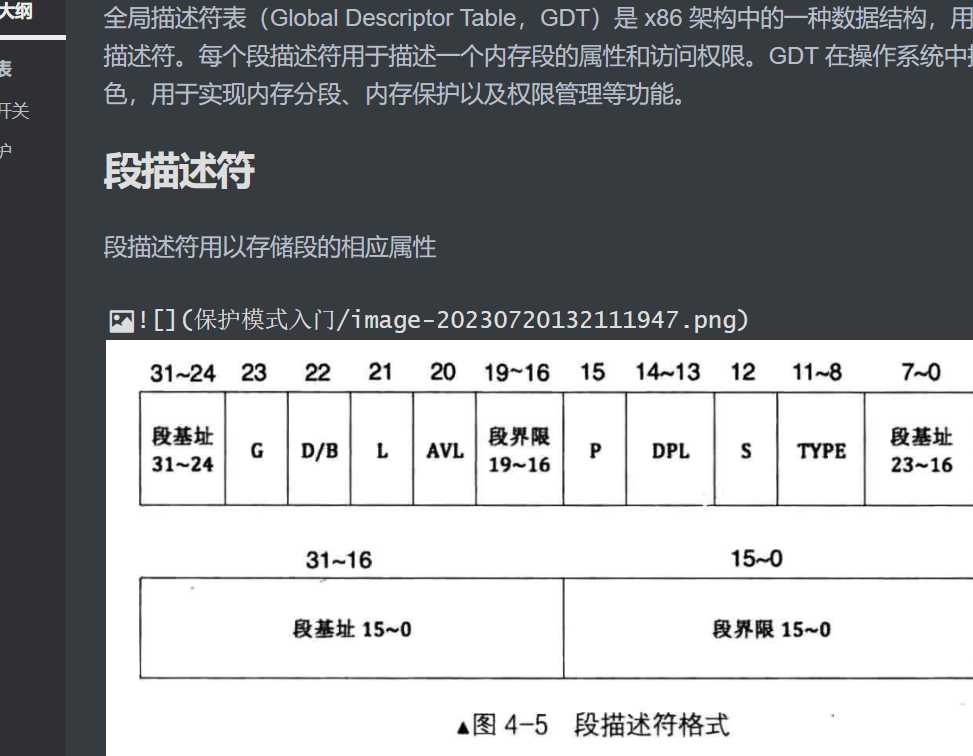 大纲
表
开关
护
全局描述符表（Global Descriptor Table，GDT）是 x86 架构中的一种数据结构，用
描述符。每个段描述符用于描述一个内存段的属性和访问权限。GDT 在操作系统中
色，用于实现内存分段、内存保护以及权限管理等功能。
段描述符
段描述符用以存储段的相应属性
![](保护模式入门/image-20230720132111947.png)
31~24 23 22 21 20 19~16 15 14~13 12 11~8 7~0
段基址 31~24 G D/B L AVL 段界限 19~16 P DPL S TYPE 段基址 23~16
31~16 15~0
段基址 15~0 段界限 15~0
▲图 4-5 段描述符格式